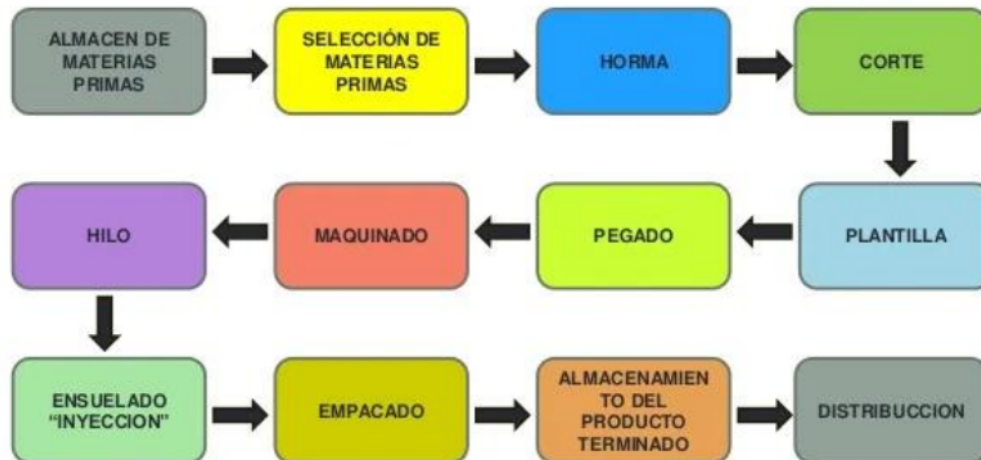 ALMACEN DE
MATERIAS
PRIMAS
SELECCIÓN DE
MATERIAS
PRIMAS
HORMA
CORTE
HILO
MAQUINADO
PEGADO
PLANTILLA
ENSUELADO
“INYECCION”
EMPACADO
ALMACENAMIEN
TO DEL
PRODUCTO
TERMINADO
DISTRIBUCCION